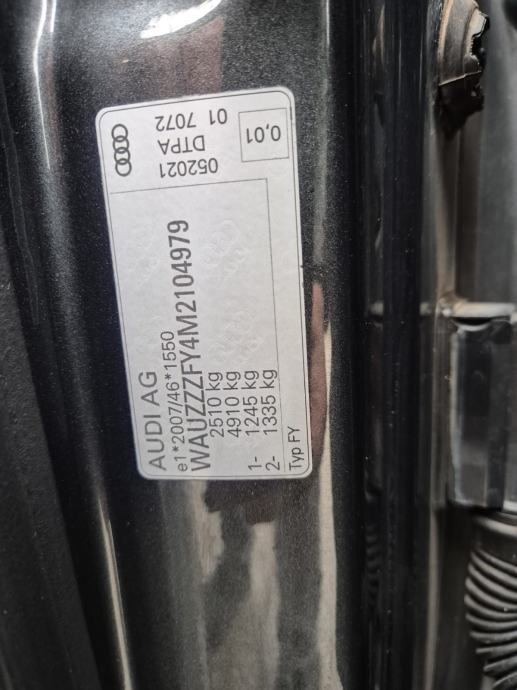 AUDI AG
e1*2007/46*1550
WAUZZZFY4M2104979
2510 kg
4910 kg
1- 1245 kg
2- 1335 kg
Typ FY
052021
DTPA
01 7072
0,01